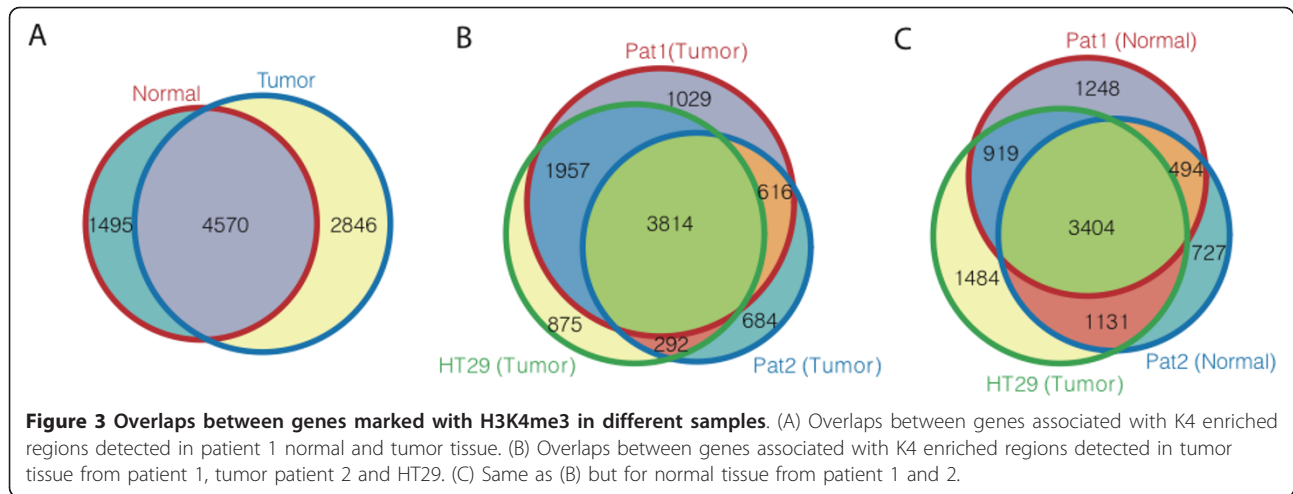 A
Normal
Tumor
1495
4570
2846
B
Pat1(Tumor)
1029
1957
616
3814
875
684
292
HT29 (Tumor)
Pat2 (Tumor)
C
Pat1 (Normal)
1248
919
494
3404
727
1484
1131
Pat2 (Normal)
HT29 (Tumor)
Figure 3 Overlaps between genes marked with H3K4me3 in different samples. (A) Overlaps between genes associated with K4 enriched
regions detected in patient 1 normal and tumor tissue. (B) Overlaps between genes associated with K4 enriched regions detected in tumor
tissue from patient 1, tumor patient 2 and HT29. (C) Same as (B) but for normal tissue from patient 1 and 2.